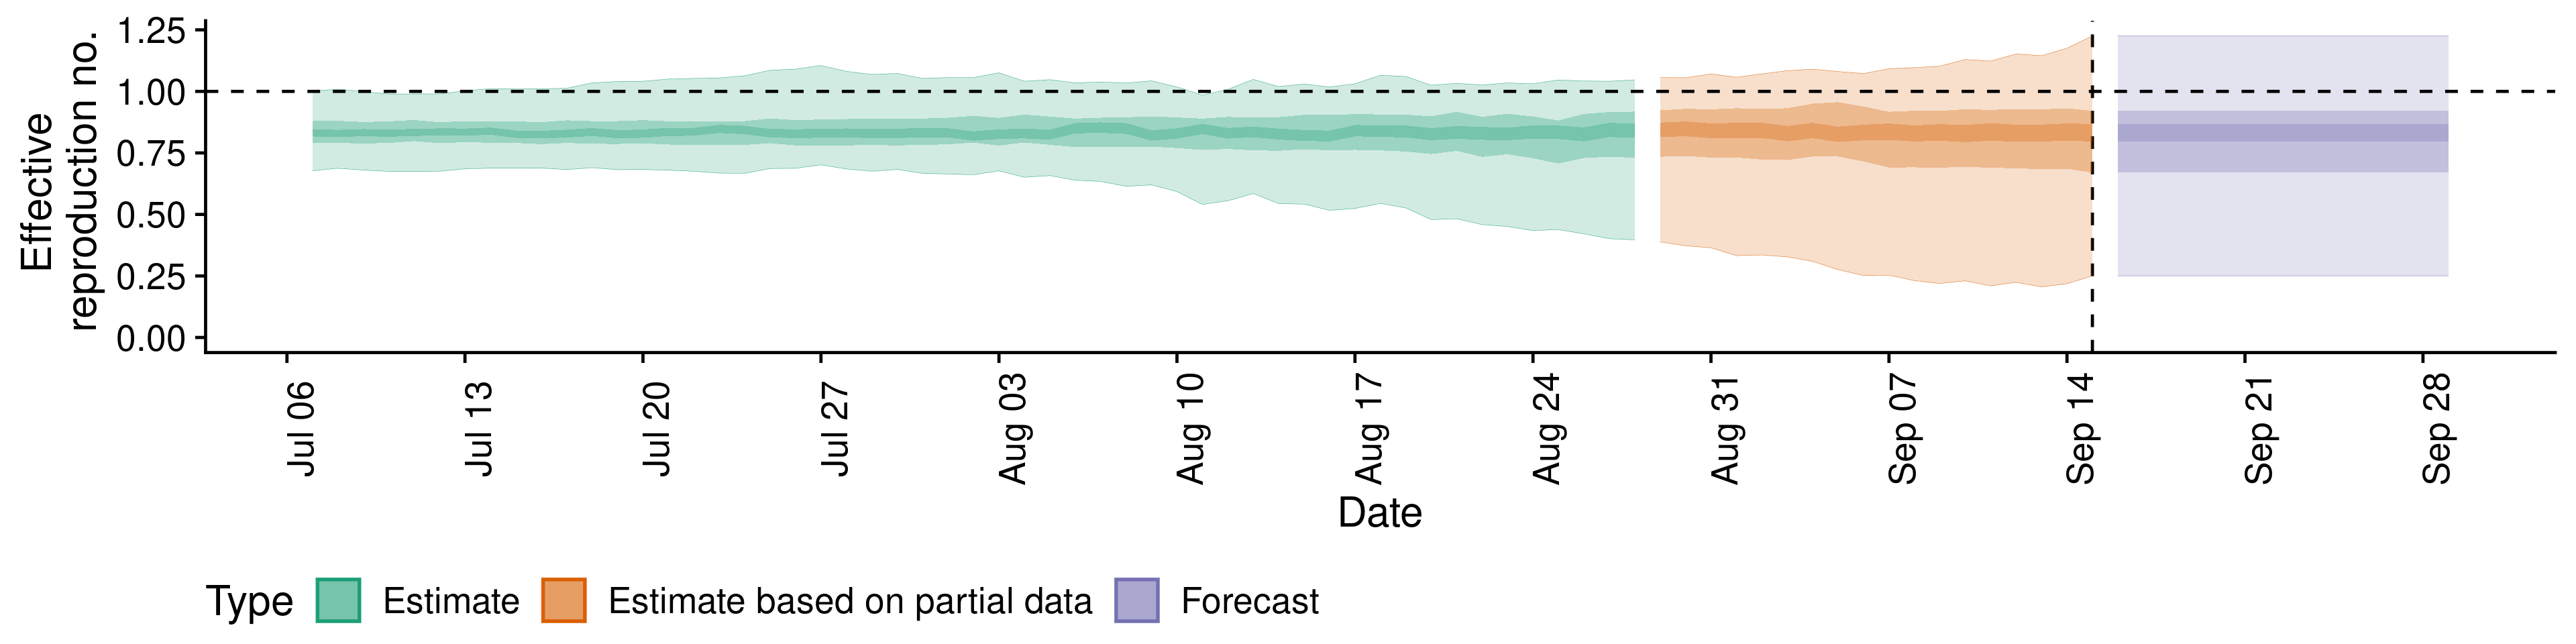 Effective
reproduction no.
1.25
1.00
0.75
0.50
0.25
0.00
Jul 06
Jul 13
Jul 20
Jul 27
Aug 03
Aug 10
Aug 17
Aug 24
Aug 31
Sep 07
Sep 14
Sep 21
Sep 28
Date
Type Estimate Estimate based on partial data Forecast